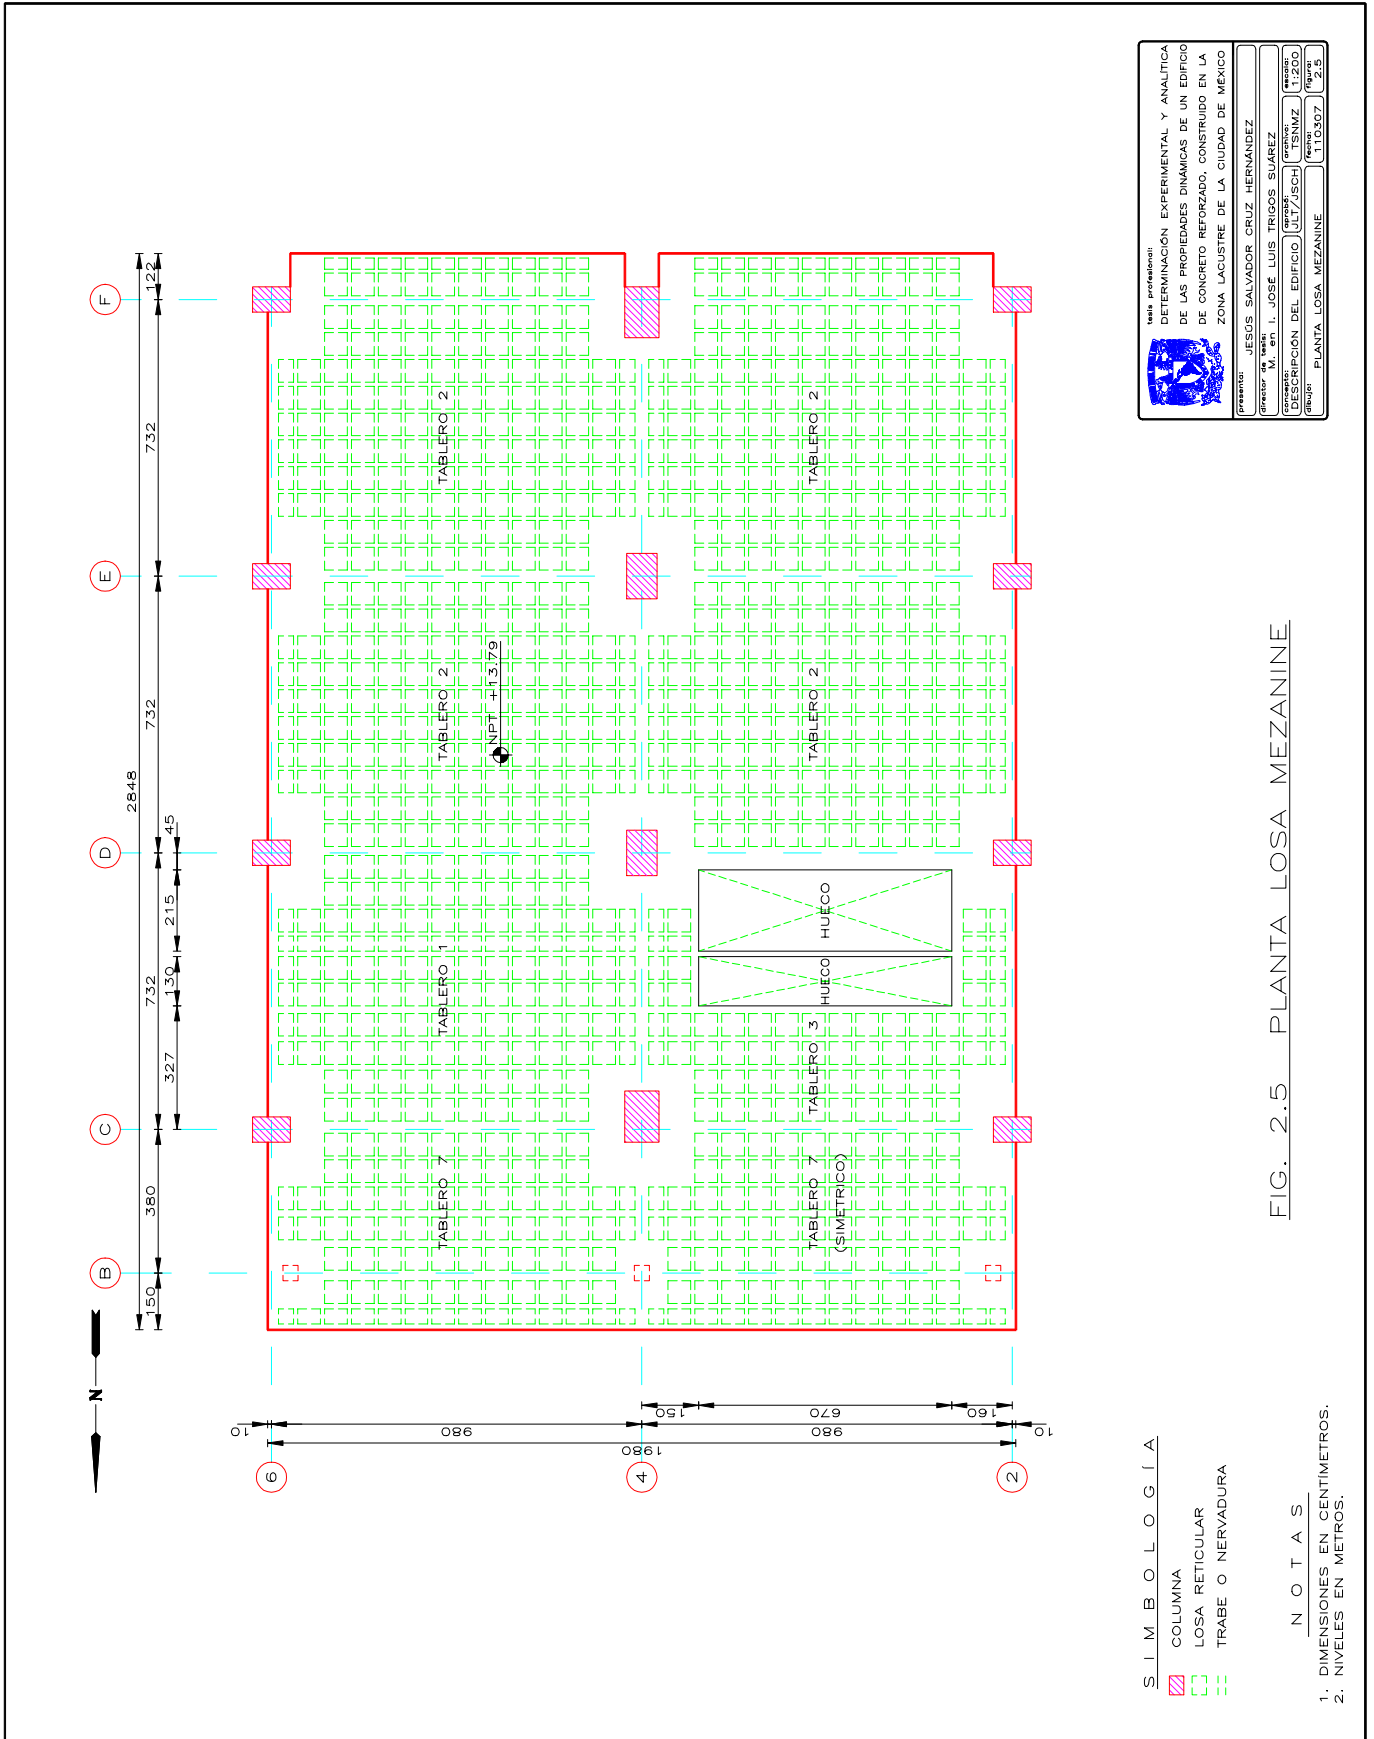 tesis profesional:
DETERMINACIÓN EXPERIMENTAL Y ANALÍTICA
DE LAS PROPIEDADES DINÁMICAS DE UN EDIFICIO
DE CONCRETO REFORZADO, CONSTRUIDO EN LA
ZONA LACUSTRE DE LA CIUDAD DE MÉXICO
presenta:
JESÚS SALVADOR CRUZ HERNÁNDEZ
director de tesis:
M. en I. JOSÉ LUIS TRIGOS SUÁREZ
concepto:
DESCRIPCIÓN DEL EDIFICIO
aprobó:
JLT/JSCH
archivo:
TSNMZ
escala:
1:200
dibujo:
PLANTA LOSA MEZANINE
fecha:
110307
figura:
2.5
N
B
C
D
E
F
2848
150
380
732
732
732
122
327
130
215
45
6
4
2
10
980
980
10
1980
150
670
160
TABLERO 7
TABLERO 1
TABLERO 2
TABLERO 2
NPT +13.79
TABLERO 7
(SIMETRICO)
TABLERO 3
HUECO
HUECO
TABLERO 2
TABLERO 2
FIG. 2.5 PLANTA LOSA MEZANINE
SIMBOLOGÍA
COLUMNA
LOSA RETICULAR
TRABE O NERVADURA
NOTAS
1. DIMENSIONES EN CENTÍMETROS.
2. NIVELES EN METROS.